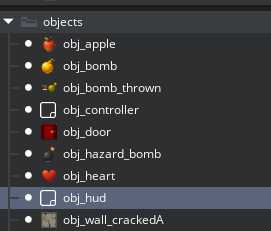 objects
obj_apple
obj_bomb
obj_bomb_thrown
obj_controller
obj_door
obj_hazard_bomb
obj_heart
obj_hud
obj_wall_crackedA